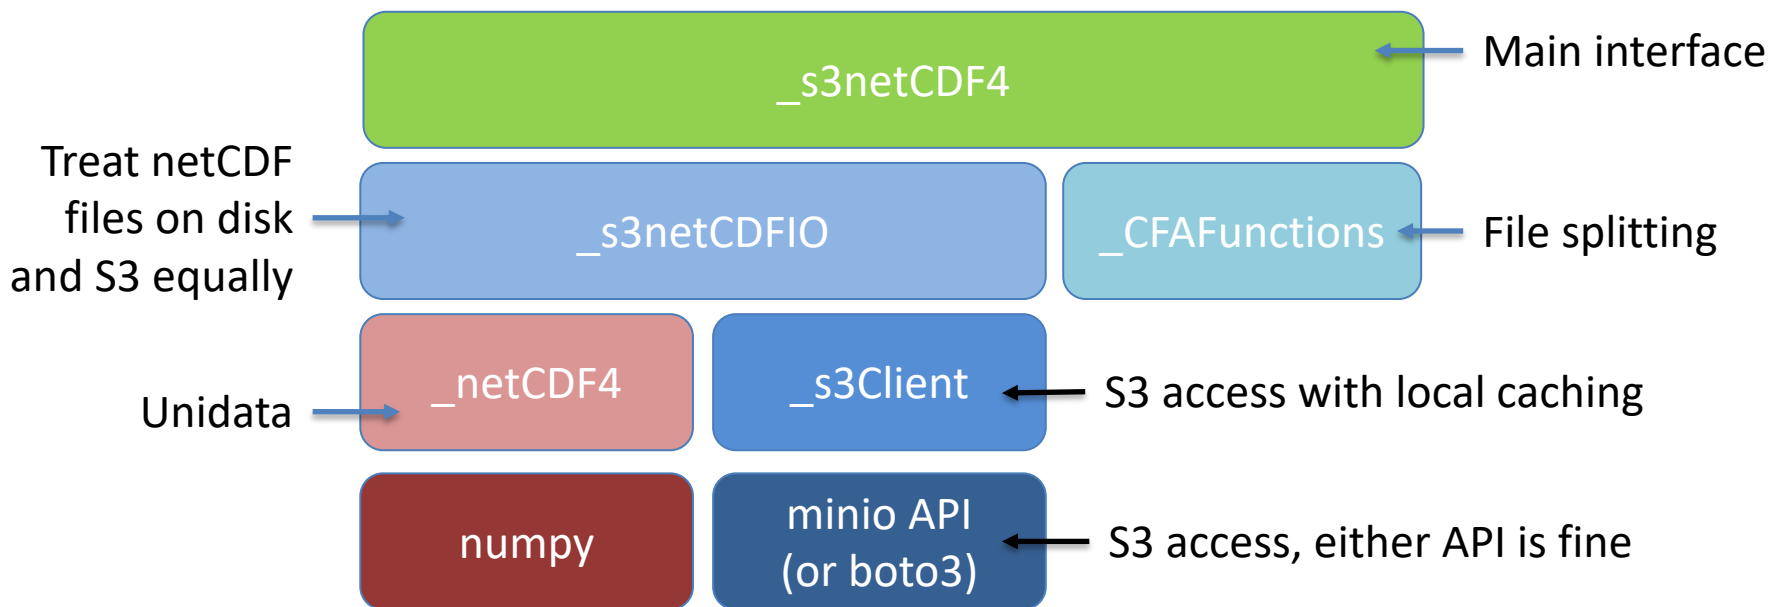 _s3netCDF4
Main interface
Treat netCDF
files on disk
and S3 equally
_s3netCDFIO
_CFAFunctions
File splitting
Unidata
_netCDF4
_s3Client
S3 access with local caching
numpy
minio API
(or boto3)
S3 access, either API is fine